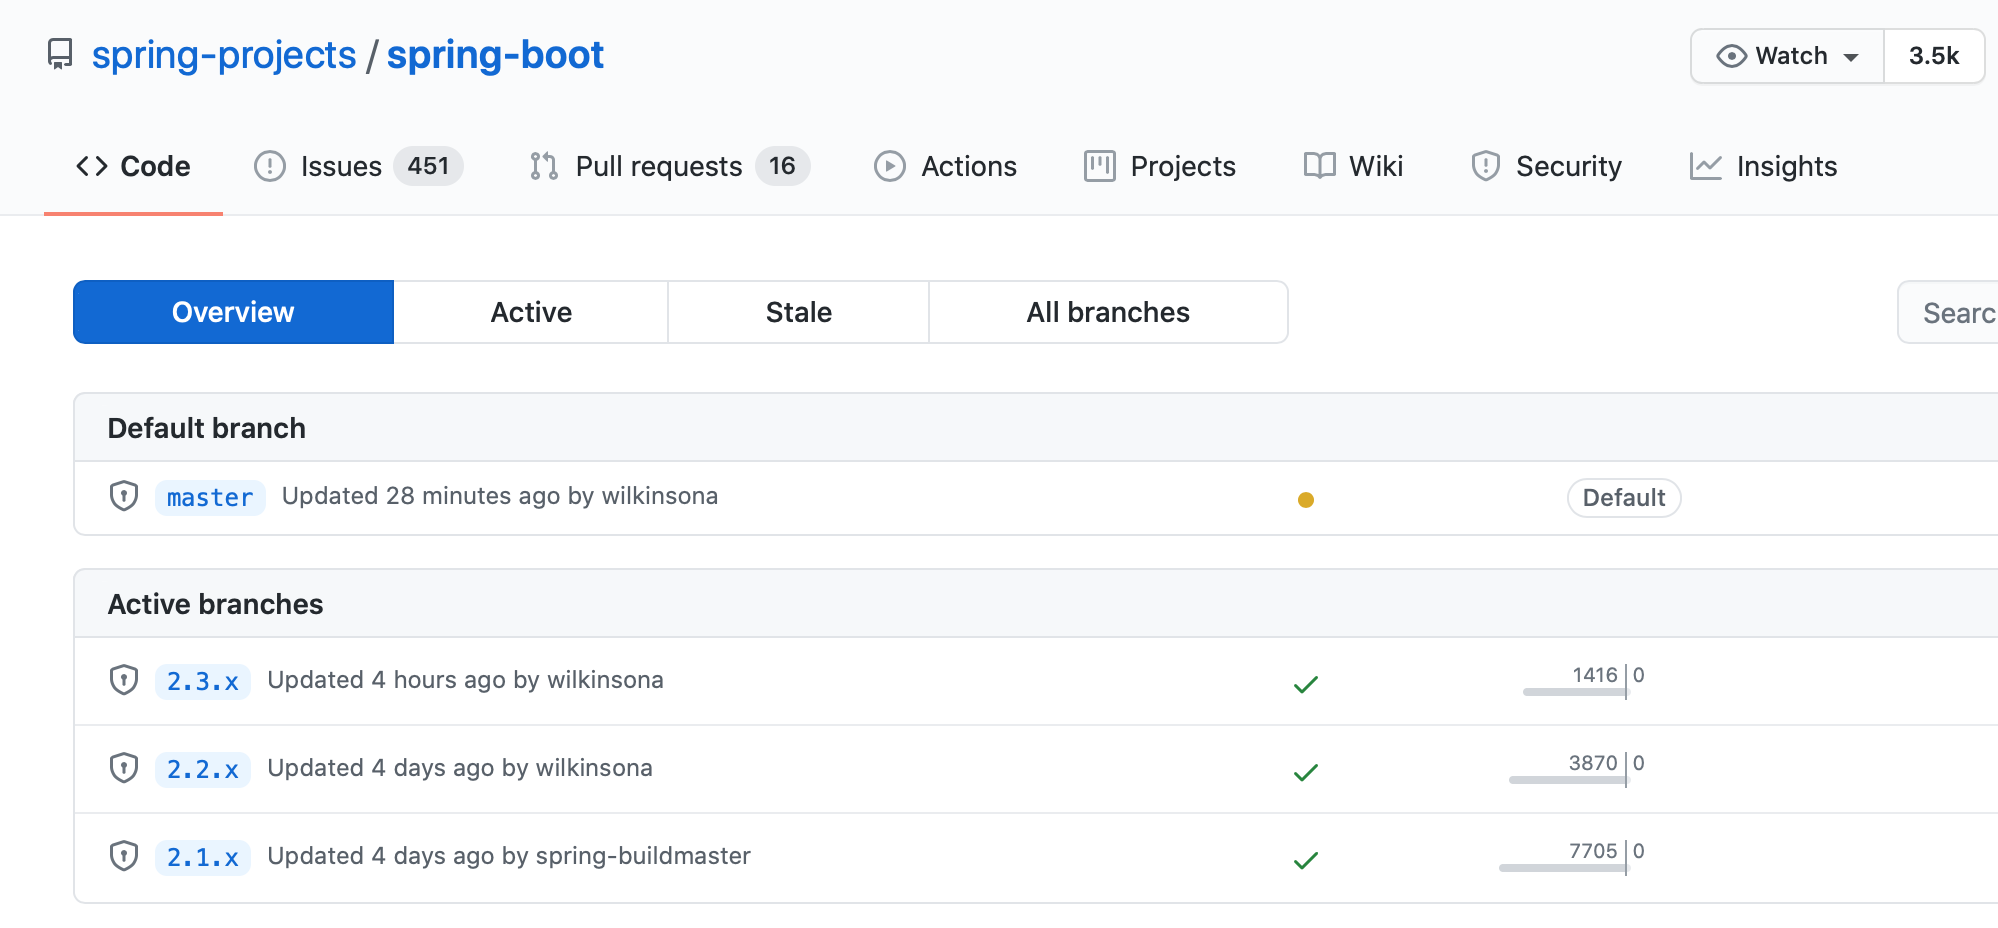 spring-projects / spring-boot
Watch 3.5k
Code Issues 451 Pull requests 16 Actions Projects Wiki Security Insights
Overview Active Stale All branches Searc
Default branch
master Updated 28 minutes ago by wilkinsona Default
Active branches
2.3.x Updated 4 hours ago by wilkinsona 1416 0
2.2.x Updated 4 days ago by wilkinsona 3870 0
2.1.x Updated 4 days ago by spring-buildmaster 7705 0